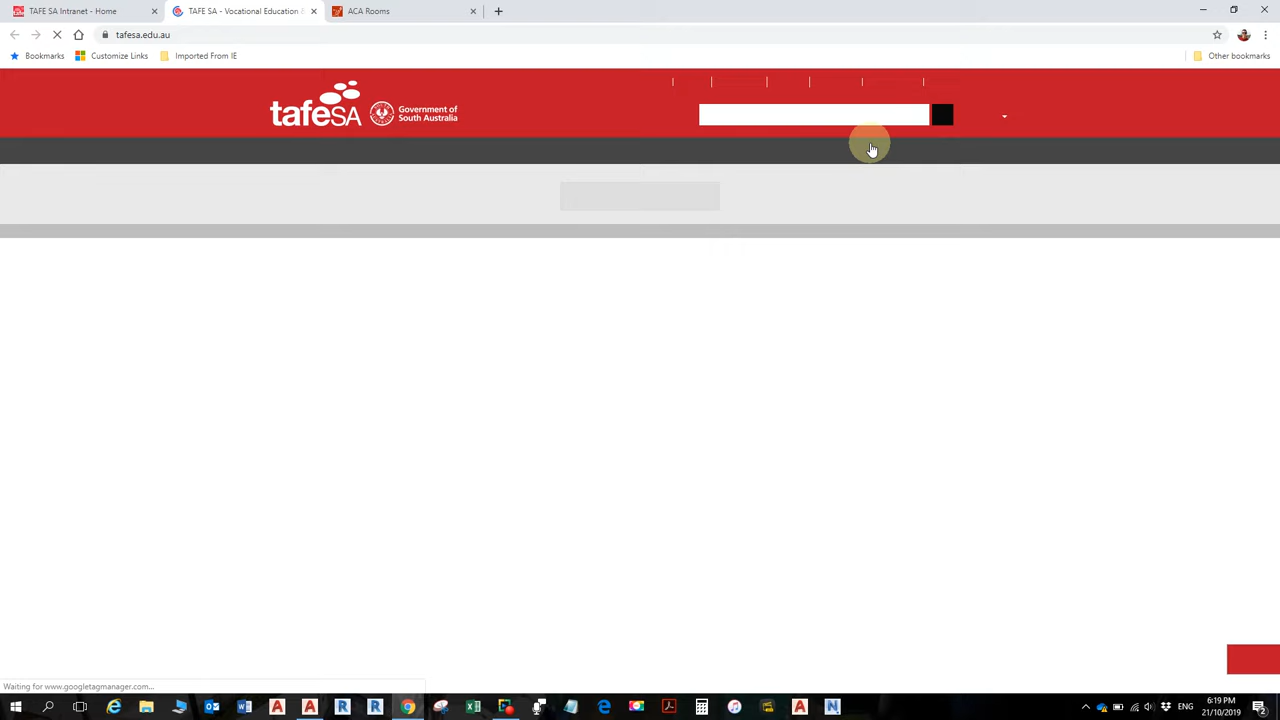 TAFE SA Intranet - Home
TAFE SA - Vocational Education E
ACA Rooms
tafesa.edu.au
Bookmarks
Customize Links
Imported From IE
Other bookmarks
tafeSA
Government of
South Australia
Waiting for www.googletagmanager.com...
ENG
6:19 PM
21/10/2019